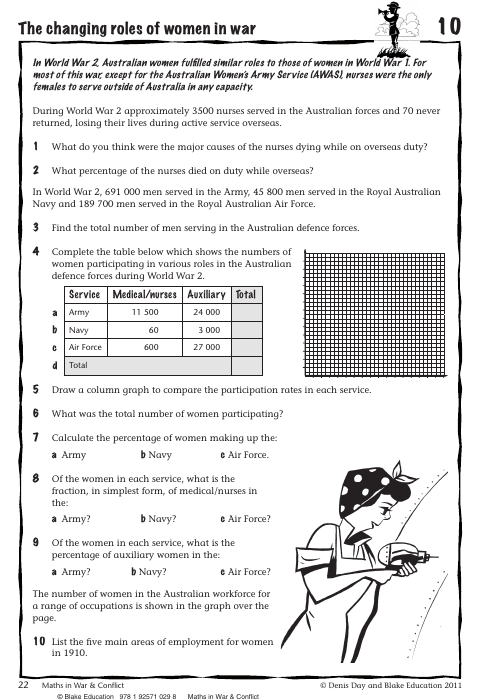 The changing roles of women in war
10
In World War 2, Australian women fulfilled similar roles to those of women in World War 1. For
most of this war, except for the Australian Women's Army Service (AWAS), nurses were the only
females to serve outside of Australia in any capacity.
During World War 2 approximately 3500 nurses served in the Australian forces and 70 never
returned, losing their lives during active service overseas.
1 What do you think were the major causes of the nurses dying while on overseas duty?
2 What percentage of the nurses died on duty while overseas?
In World War 2, 691 000 men served in the Army, 45 800 men served in the Royal Australian
Navy and 189 700 men served in the Royal Australian Air Force.
3 Find the total number of men serving in the Australian defence forces.
4 Complete the table below which shows the numbers of
women participating in various roles in the Australian
defence forces during World War 2.
Service Medical/nurses Auxiliary Total
a Army 11 500 24 000
b Navy 60 3 000
c Air Force 600 27 000
d Total
5 Draw a column graph to compare the participation rates in each service.
6 What was the total number of women participating?
7 Calculate the percentage of women making up the:
a Army b Navy c Air Force.
8 Of the women in each service, what is the
fraction, in simplest form, of medical/nurses in
the:
a Army? b Navy? c Air Force?
9 Of the women in each service, what is the
percentage of auxiliary women in the:
a Army? b Navy? c Air Force?
The number of women in the Australian workforce for
a range of occupations is shown in the graph over the
page.
10 List the five main areas of employment for women
in 1910.
22 Maths in War & Conflict © Denis Day and Blake Education 2011
© Blake Education 978 1 92571 029 8 Maths in War & Conflict